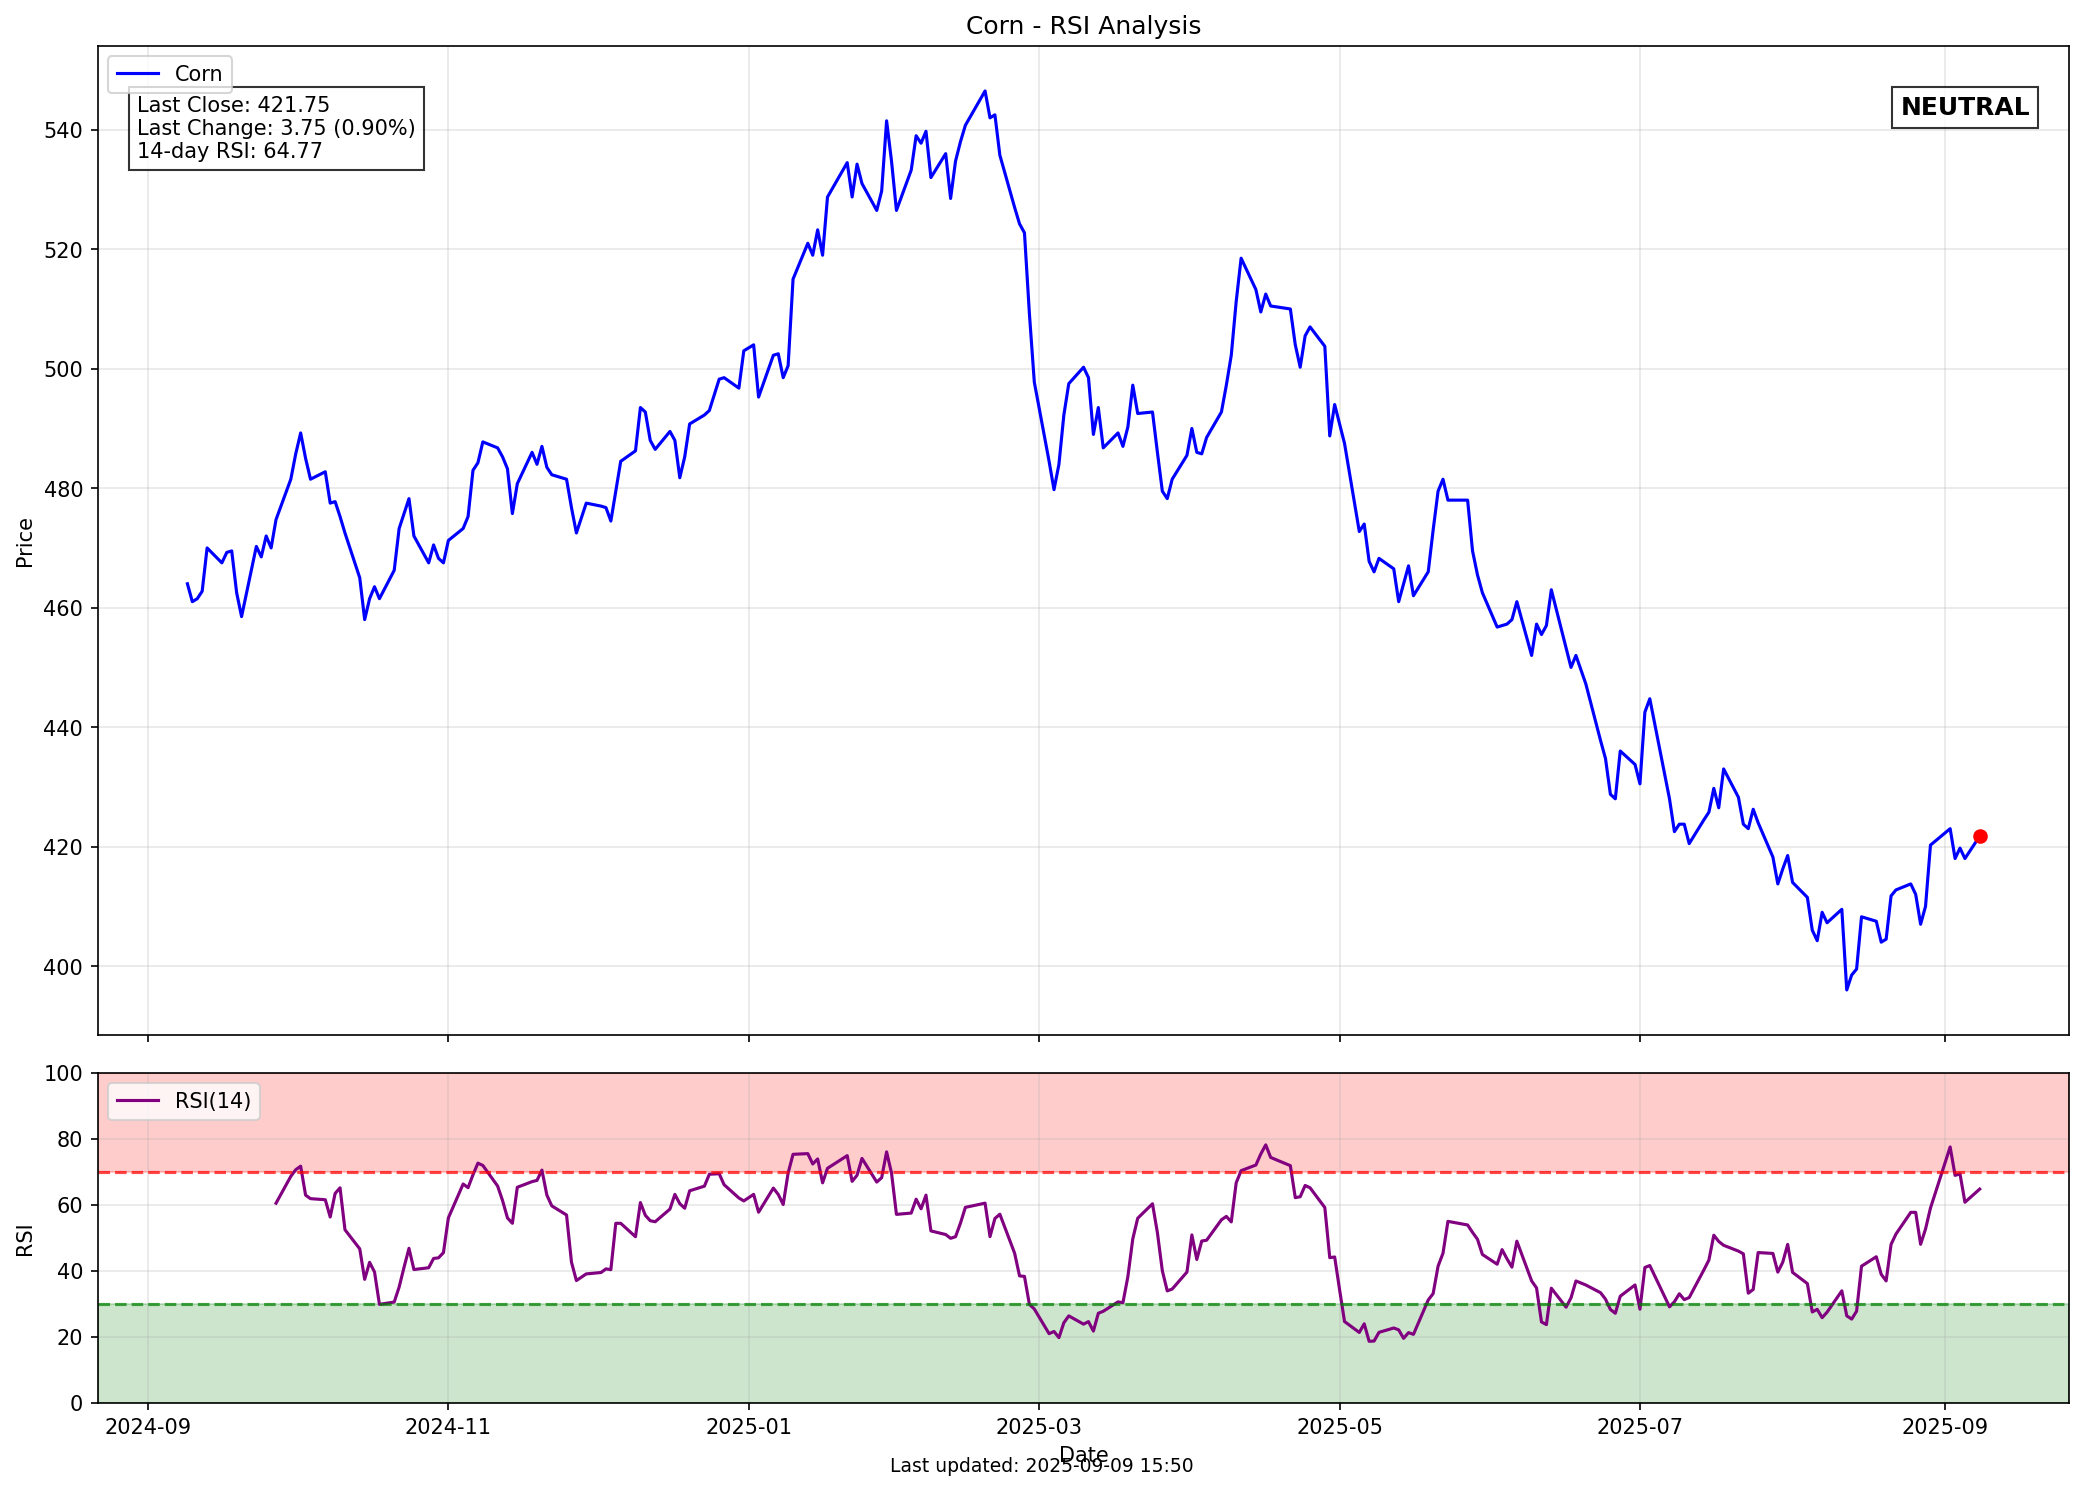 Corn - RSI Analysis
Corn
Last Close: 421.75
Last Change: 3.75 (0.90%)
14-day RSI: 64.77
NEUTRAL
Price
540
520
500
480
460
440
420
400
RSI(14)
RSI
100
80
60
40
20
0
2024-09
2024-11
2025-01
2025-03
2025-05
2025-07
2025-09
Date
Last updated: 2025-09-09 15:50